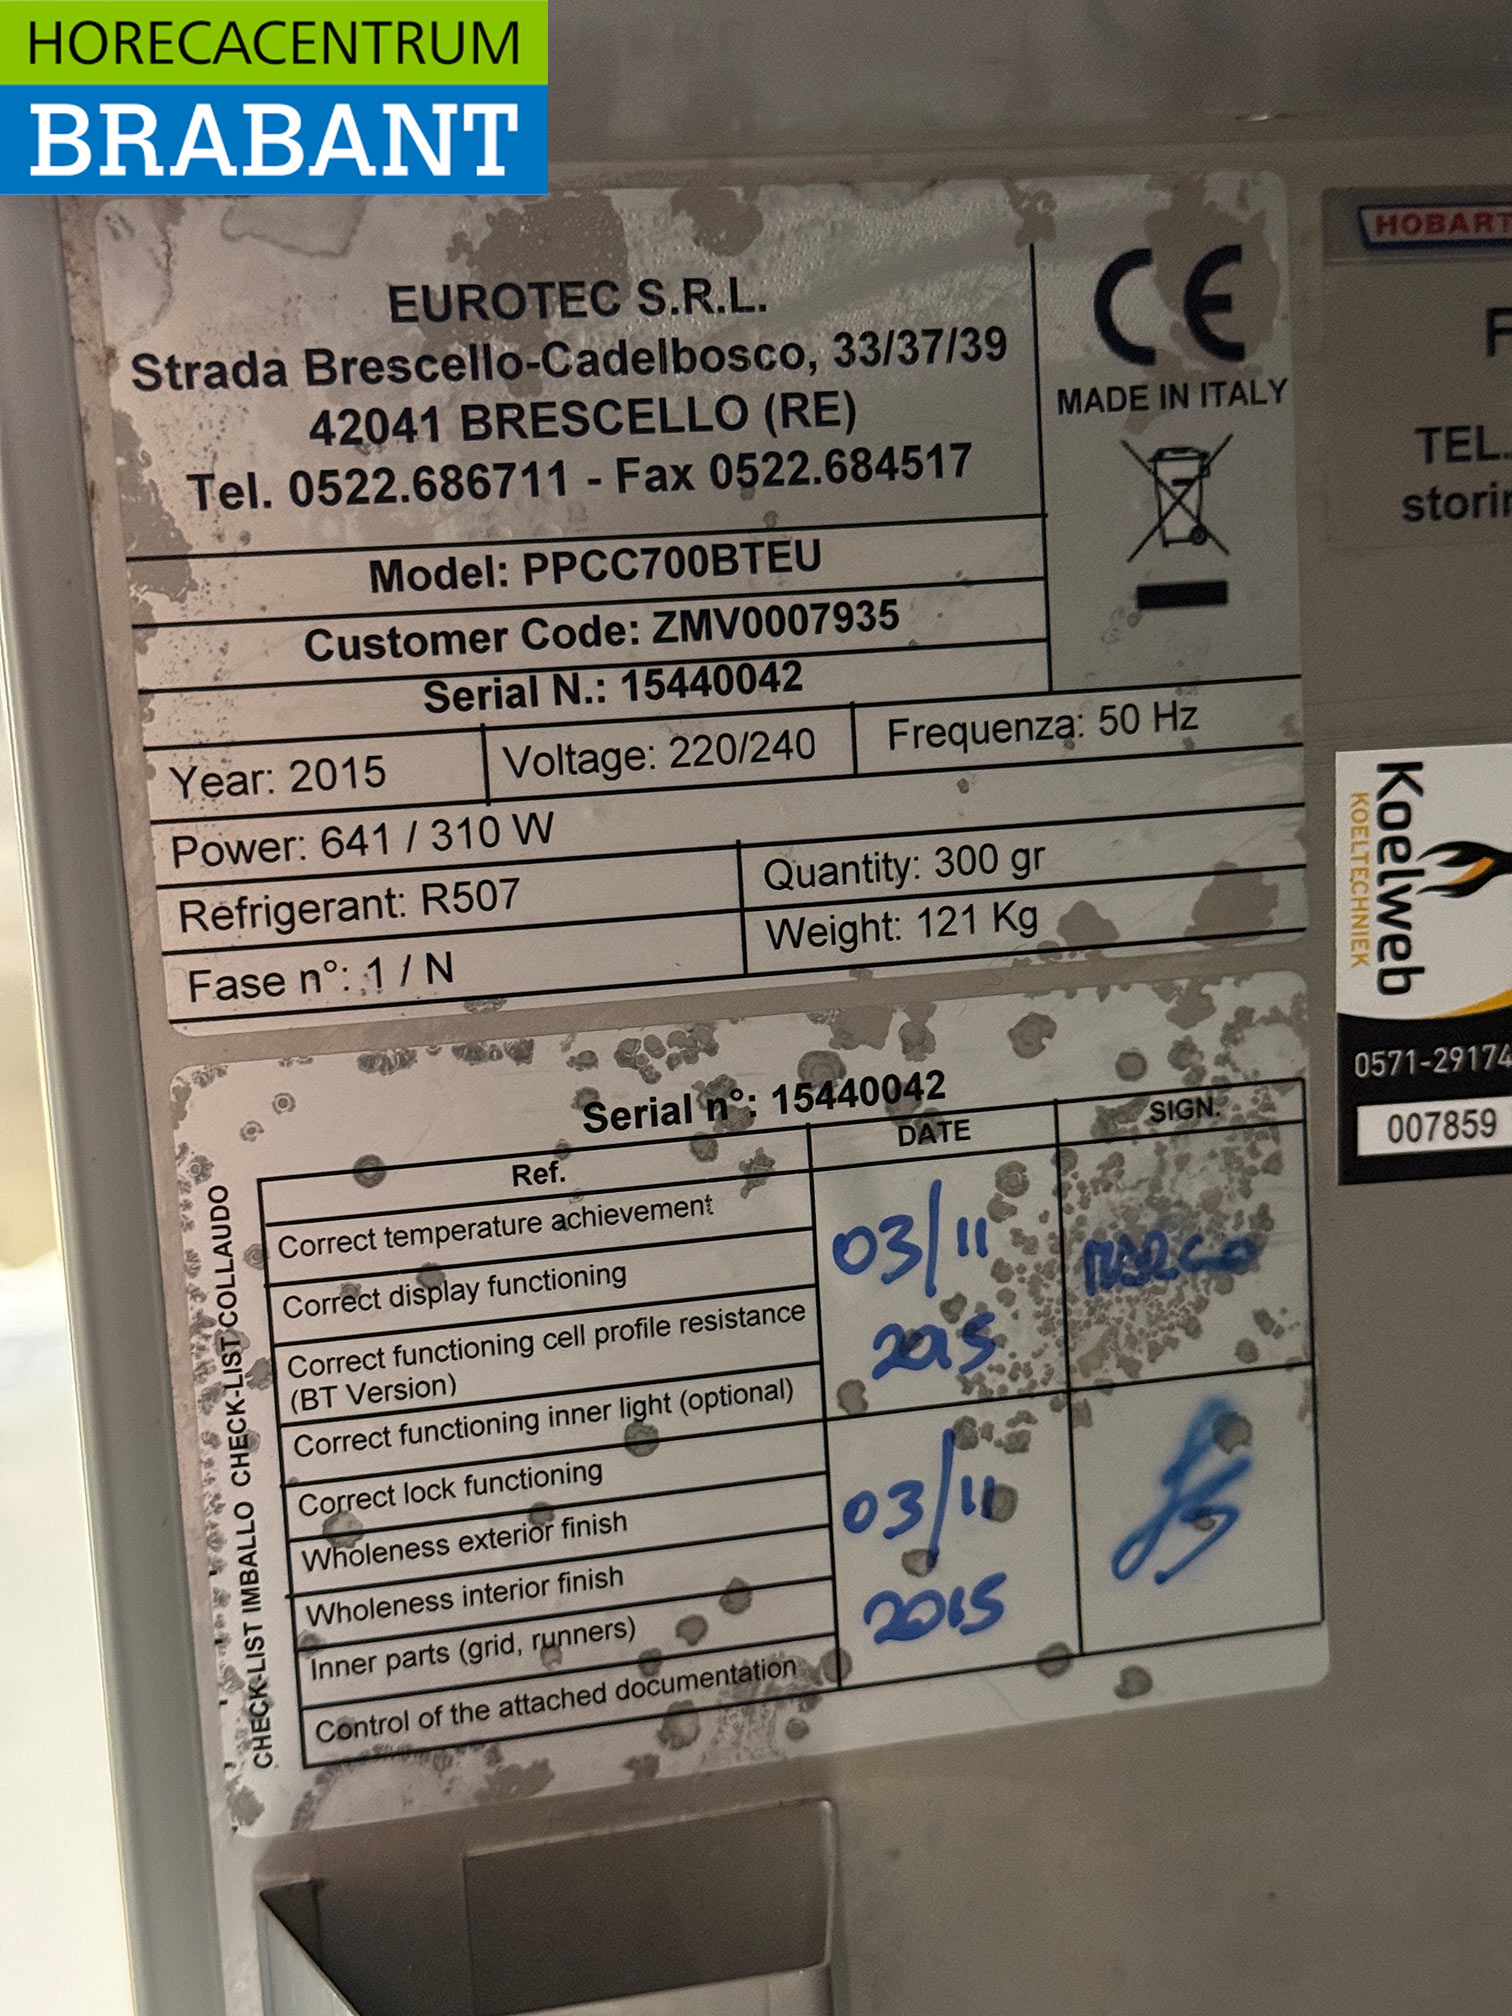 HORECACENTRUM
BRABANT
EUROTEC S.R.L.
Strada Brescello-Cadelbosco, 33/37/39
42041 BRESCELLO (RE)
Tel. 0522.686711 - Fax 0522.684517
CE
MADE IN ITALY
Model: PPCC700BTEU
Customer Code: ZMV0007935
Serial N.: 15440042
Year: 2015 Voltage: 220/240 Frequenza: 50 Hz
Power: 641 / 310 W
Refrigerant: R507 Quantity: 300 gr
Fase n°: 1 / N Weight: 121 Kg
HOBART
TEL.
Koelweb
KOELTECHNIEK
0571-29174
007859
CHECK-LIST IMBALLO CHECK-LIST COLLAUDO
Serial n°: 15440042
Ref. DATE SIGN.
Correct temperature achievement
Correct display functioning
Correct functioning cell profile resistance
(BT Version)
Correct functioning inner light (optional)
Correct lock functioning
Wholeness exterior finish
Wholeness interior finish
Inner parts (grid, runners)
Control of the attached documentation
03/11
2015
03/11
2015